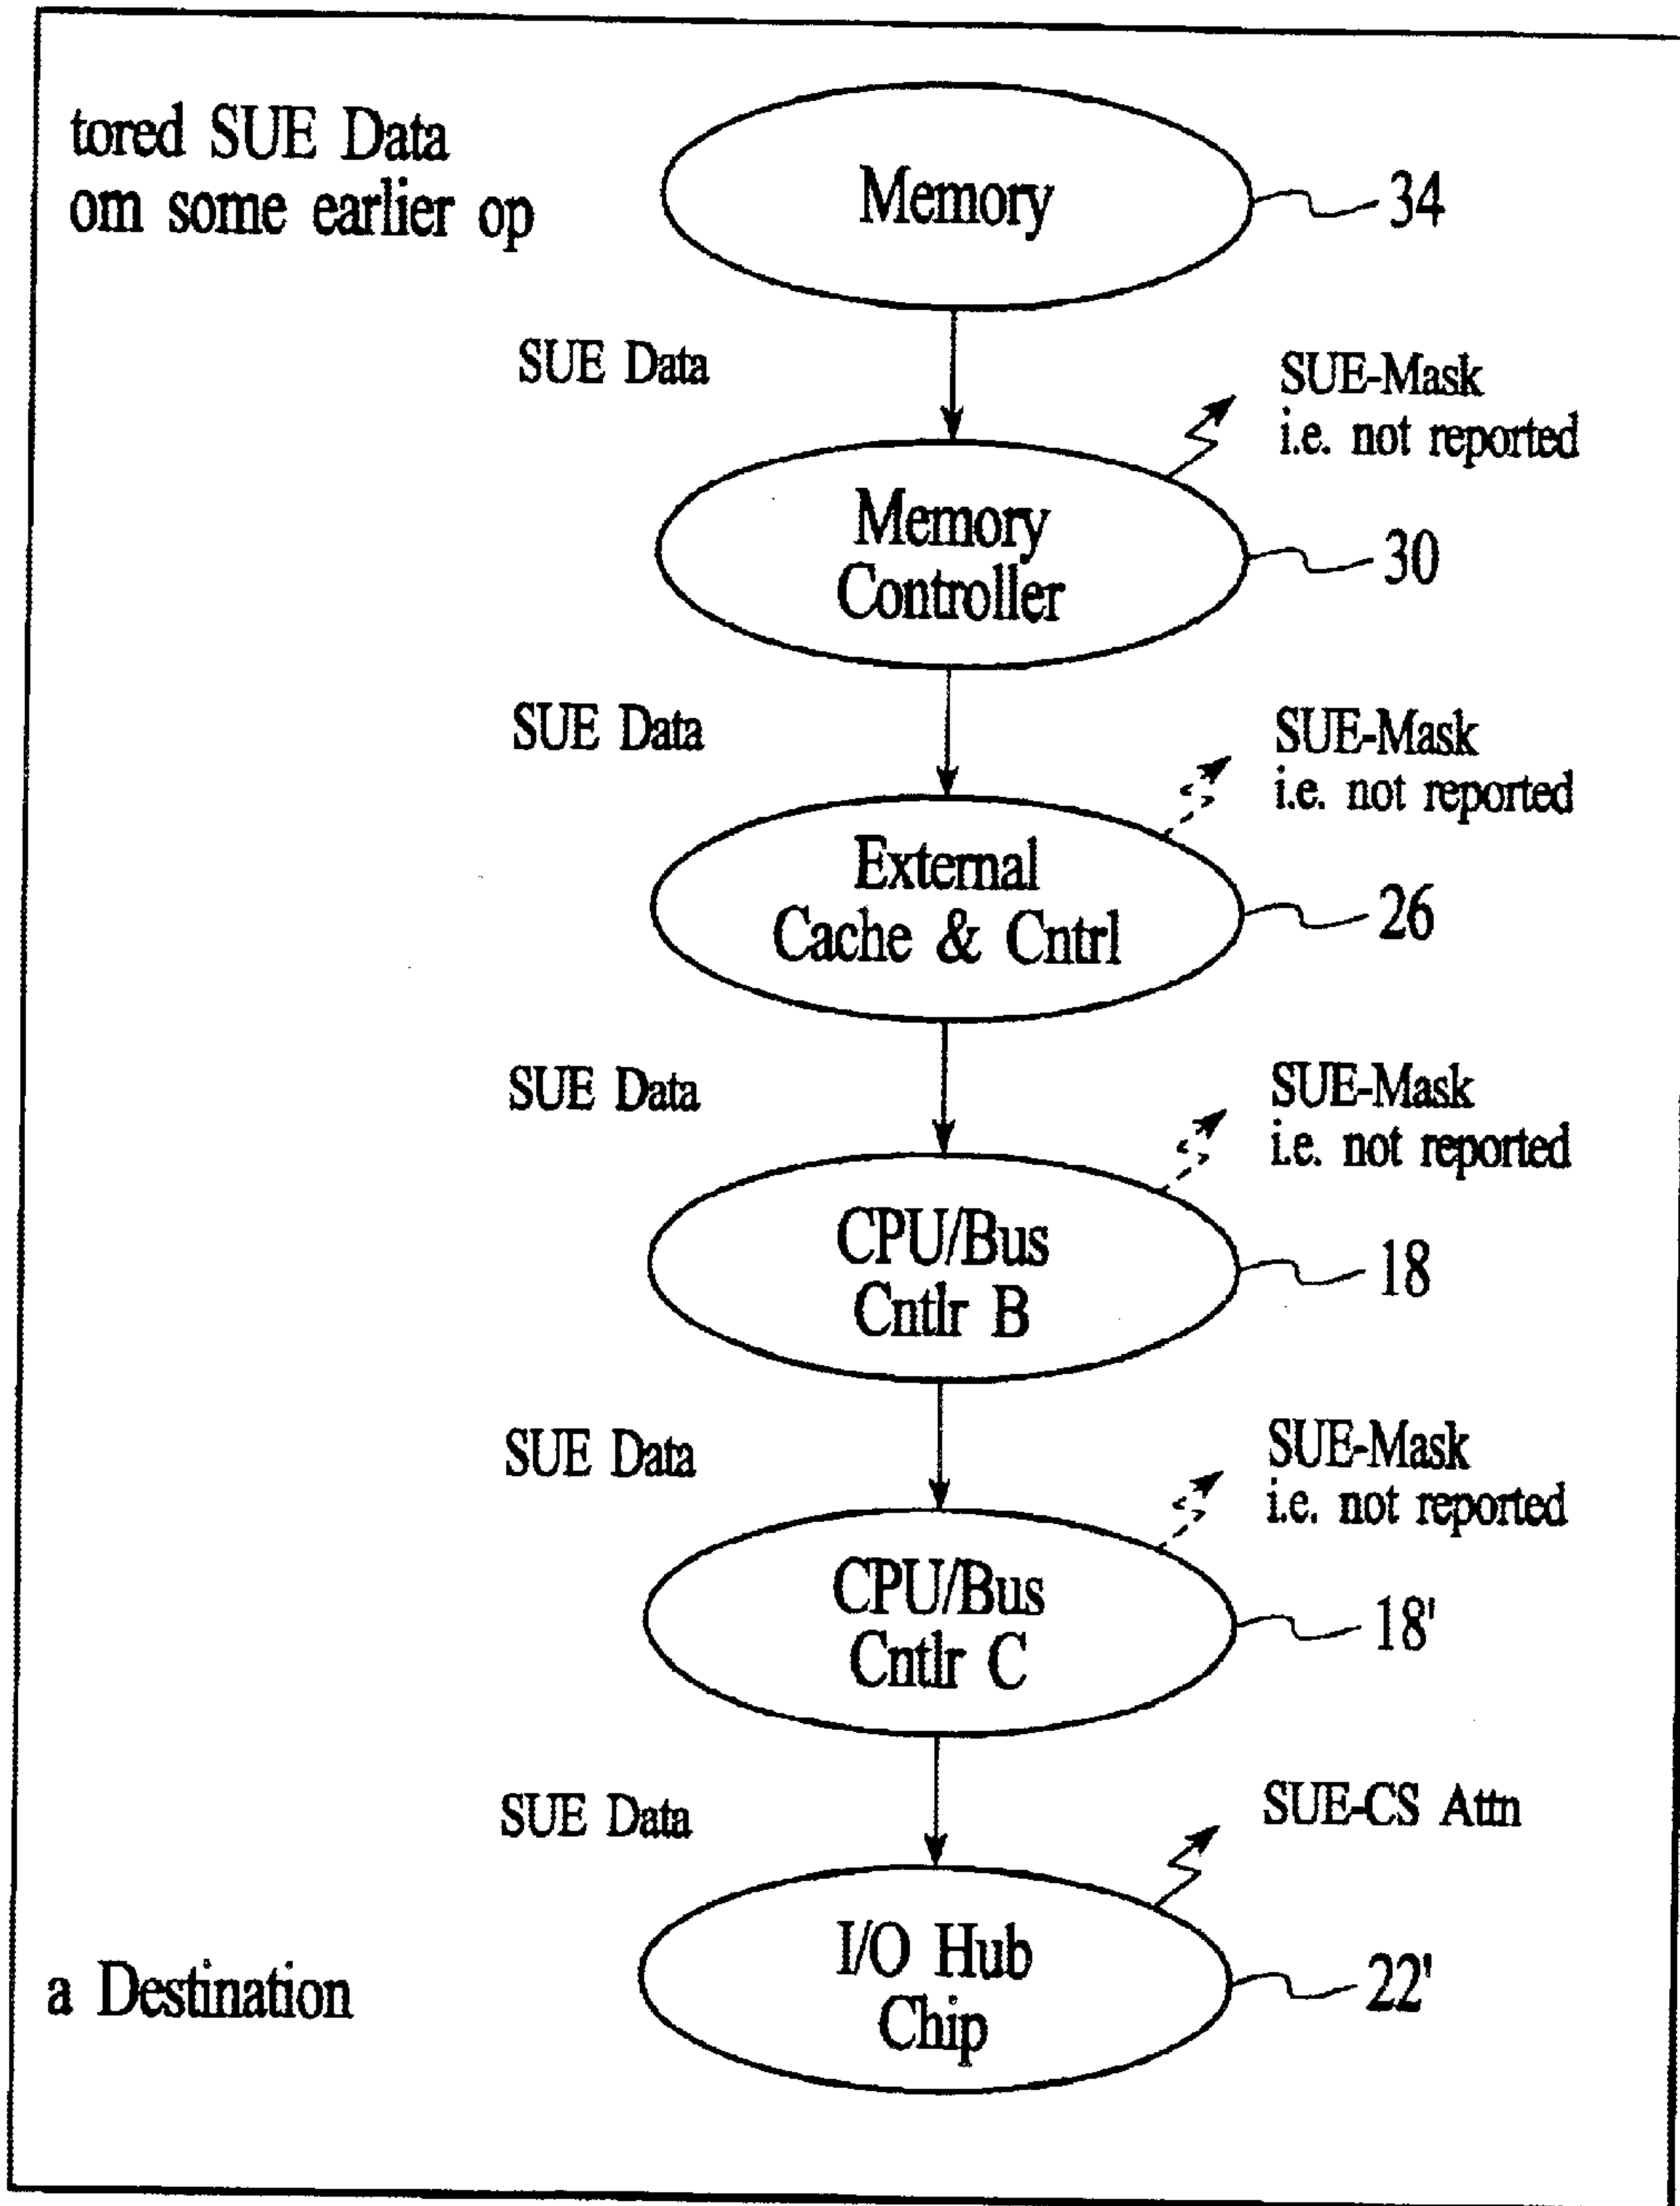 tored SUE Data
om some earlier op
Memory
34
SUE Data
SUE-Mask
i.e. not reported
Memory
Controller
30
SUE Data
SUE-Mask
i.e. not reported
External
Cache & Cntrl
26
SUE Data
SUE-Mask
i.e. not reported
CPU/Bus
Cntlr B
18
SUE Data
SUE-Mask
i.e. not reported
CPU/Bus
Cntlr C
18'
SUE Data
SUE-CS Attn
I/O Hub
Chip
22'
a Destination